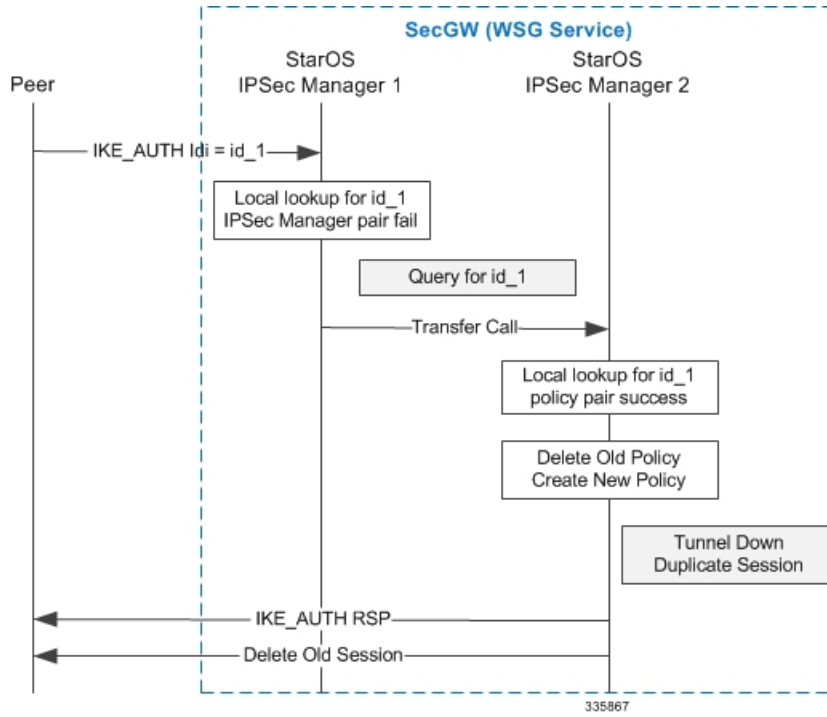 SecGW (WSG Service)
Peer
StarOS
IPSec Manager 1
StarOS
IPSec Manager 2
IKE_AUTH Idi = id_1
Local lookup for id_1
IPSec Manager pair fail
Query for id_1
Transfer Call
Local lookup for id_1
policy pair success
Delete Old Policy
Create New Policy
Tunnel Down
Duplicate Session
IKE_AUTH RSP
Delete Old Session
335867